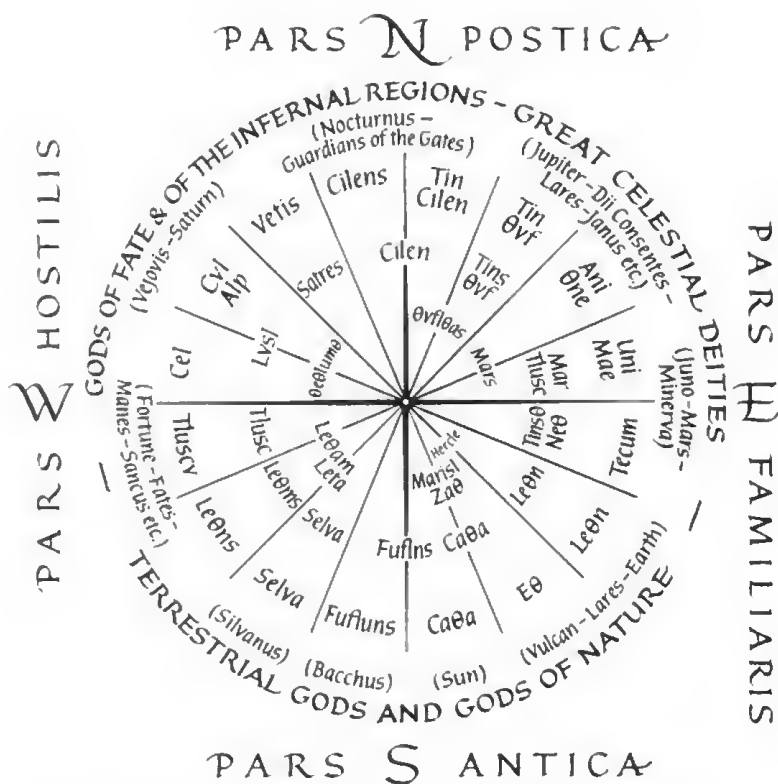 PARS N POSTICA
GODS OF FATE & OF THE INFERNAL REGIONS – GREAT CELESTIAL DEITIES
(Nocturnus –
Guardians of the Gates)
(Jupiter – Dii Consentes –
Lares – Janus etc.)
(Vejovis – Saturn)
PARS W HOSTILIS
PARS E FAMILIARIS
Cilens
Tin
Cilen
Tin
θvf
Vetis
Cilen
Cvl
Alp
Satres
Tins
θvf
Ani
θne
θvflθas
Cel
Lvsl
θeθlumθ
Mars
Mar
Tlusc
Uni
Mae
(Juno – Mars –
Minerva)
(Fortune – Fates –
Manes – Sancus etc.)
Tluscv
Tlusc
Leθam
Leta
Hercle
Tinsθ
Neθ
Tecum
Leθns
Leθms
Selva
Marisl
Zaθ
Leθn
Leθn
Fuflns
Caθa
Selva
Fufluns
Caθa
Eθ
(Silvanus)
(Bacchus)
(Sun)
(Vulcan – Lares – Earth)
– TERRESTRIAL GODS AND GODS OF NATURE –
PARS S ANTICA